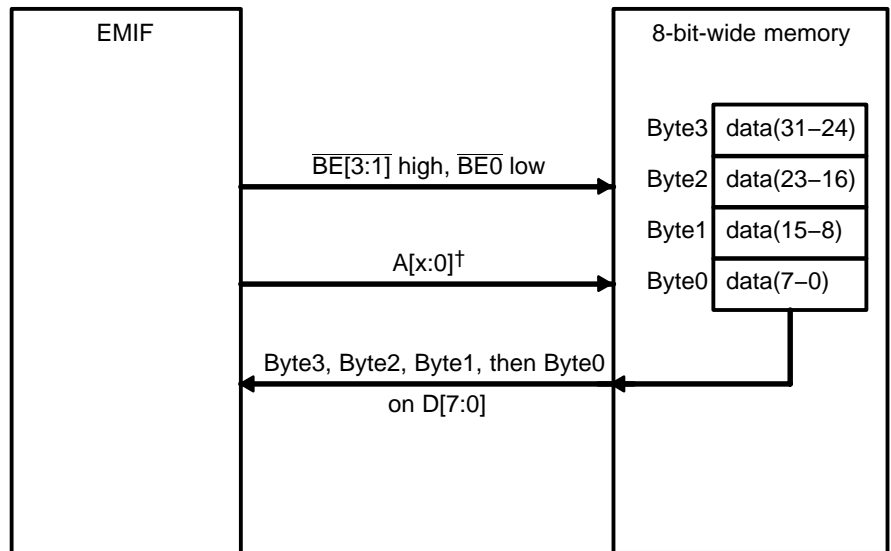 EMIF
8-bit-wide memory
Byte3 data(31−24)
BE[3:1] high, BE0 low
Byte2 data(23−16)
Byte1 data(15−8)
A[x:0]†
Byte0 data(7−0)
Byte3, Byte2, Byte1, then Byte0
on D[7:0]